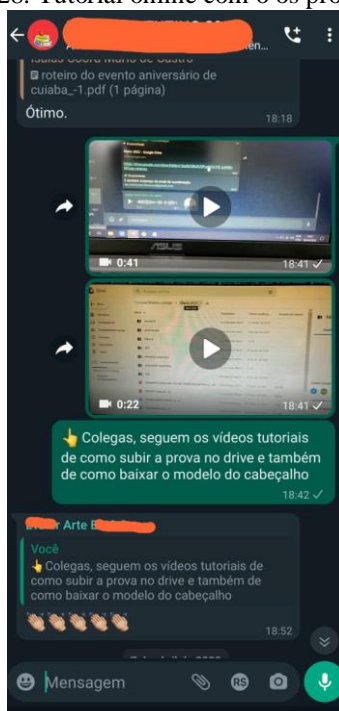 Tutorial online com o os pro
Isaías Coord Mário de Castro
roteiro do evento aniversário de
cuiaba_-1.pdf (1 página)
Ótimo.
18:18
ASUS
0:41
18:41
0:22
18:41
Colegas, seguem os vídeos tutoriais
de como subir a prova no drive e também
de como baixar o modelo do cabeçalho
18:42
Arte E
Você
Colegas, seguem os vídeos tutoriais de
como subir a prova no drive e também de
como baixar o modelo do cabeçalho
18:52
Mensagem
RS